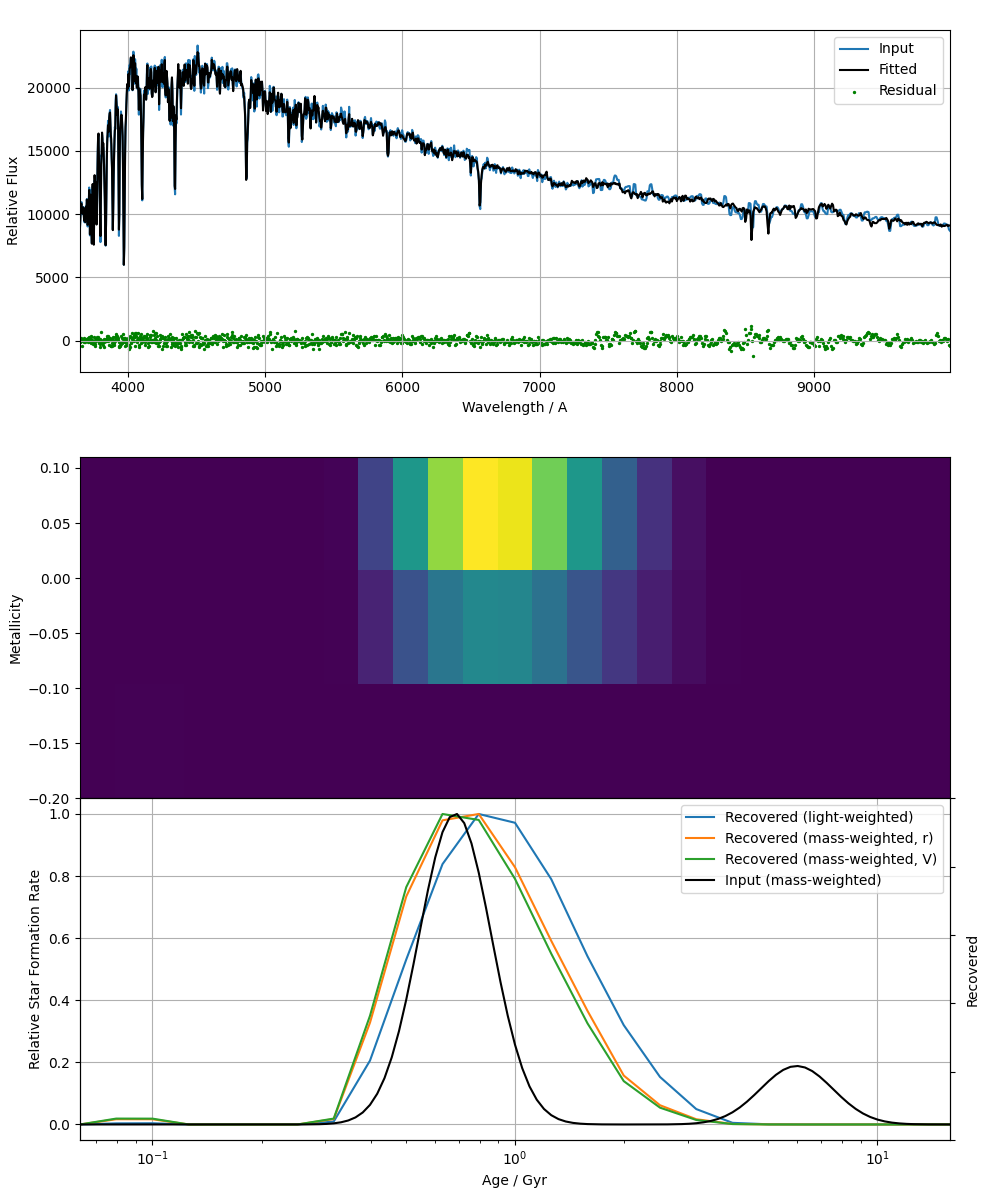 Input
Fitted
Residual
20000
15000
10000
5000
0
Relative Flux
4000
5000
6000
7000
8000
9000
Wavelength / A
0.10
0.05
0.00
−0.05
−0.10
−0.15
−0.20
Metallicity
Recovered (light-weighted)
Recovered (mass-weighted, r)
Recovered (mass-weighted, V)
Input (mass-weighted)
1.0
0.8
0.6
0.4
0.2
0.0
Relative Star Formation Rate
Recovered
10⁻¹
10⁰
10¹
Age / Gyr